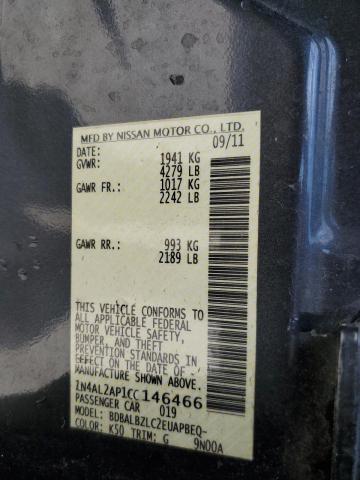 MFD BY NISSAN MOTOR CO., LTD.
DATE: 09/11
GVWR: 1941 KG
4279 LB
GAWR FR.: 1017 KG
2242 LB
GAWR RR.: 993 KG
2189 LB
THIS VEHICLE CONFORMS TO
ALL APPLICABLE FEDERAL
MOTOR VEHICLE SAFETY,
BUMPER, AND THEFT
PREVENTION STANDARDS IN
EFFECT ON THE DATE OF
MANUFACTURE SHOWN ABOVE.
1N4AL2AP1CC146466
PASSENGER CAR 019
MODEL: BDBALBZLC2EUAPBEQ-
COLOR: K50 TRIM: G 9N00A